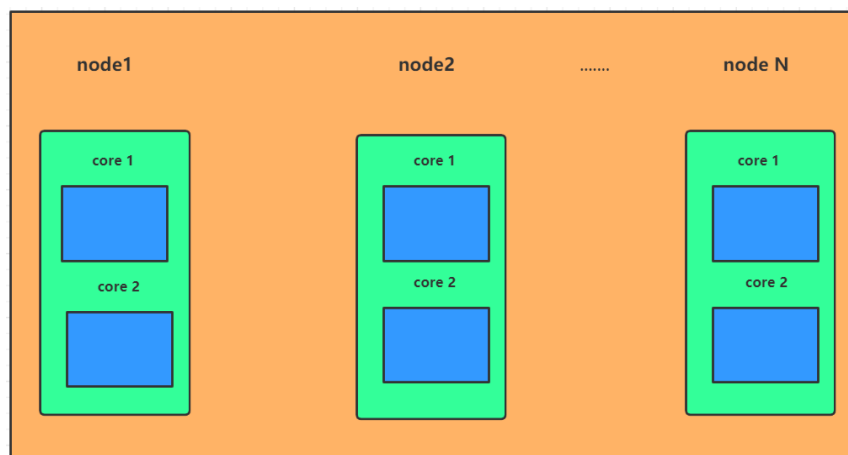 node1 node2 ....... node N
core 1 core 1 core 1
core 2 core 2 core 2